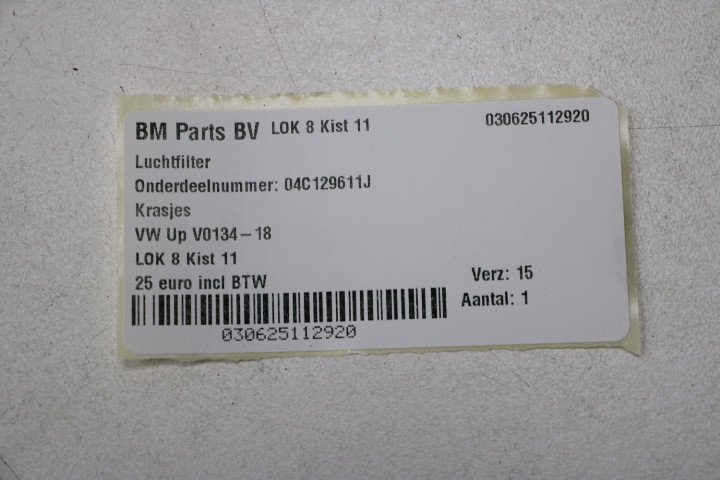 BM Parts BV LOK 8 Kist 11 030625112920
Luchtfilter
Onderdeelnummer: 04C129611J
Krasjes
VW Up V0134-18
LOK 8 Kist 11
25 euro incl BTW Verz: 15
Aantal: 1
030625112920